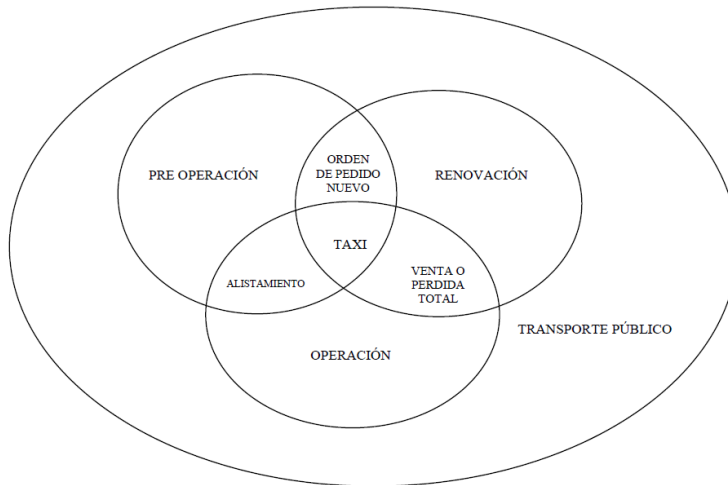 ORDEN
DE PEDIDO
NUEVO
PRE OPERACIÓN
RENOVACIÓN
TAXI
ALISTAMIENTO
VENTA O
PERDIDA
TOTAL
TRANSPORTE PÚBLICO
OPERACIÓN